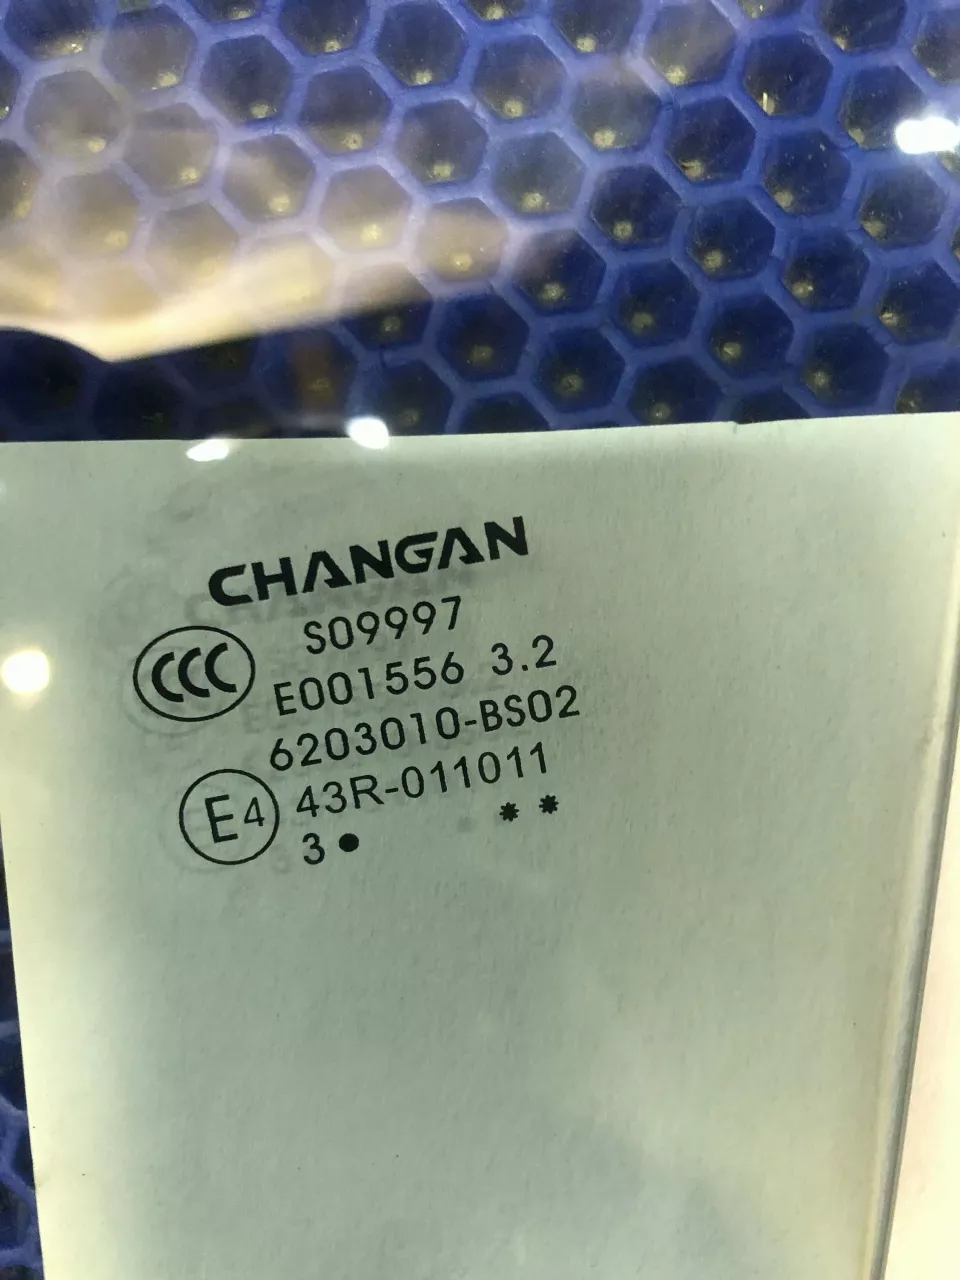 CHANGAN
CCC
S09997
E001556 3.2
6203010-BS02
E4
43R-011011
3 • **